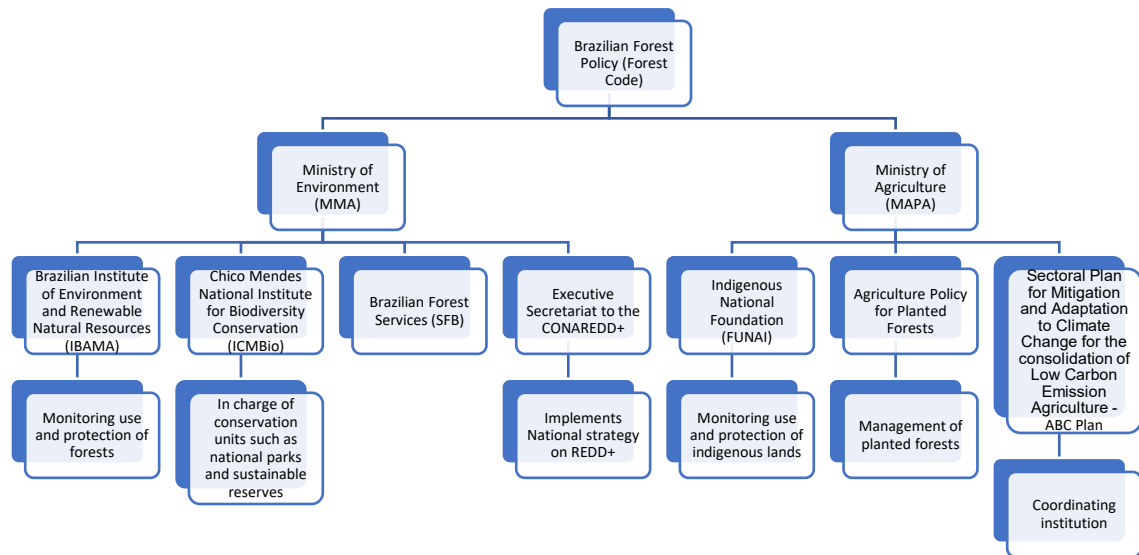 Brazilian Forest
Policy (Forest
Code)
Ministry of
Environment
(MMA)
Ministry of
Agriculture
(MAPA)
Brazilian Institute
of Environment
and Renewable
Natural Resources
(IBAMA)
Chico Mendes
National Institute
for Biodiversity
Conservation
(ICMBio)
Brazilian Forest
Services (SFB)
Executive
Secretariat to the
CONAREDD+
Indigenous
National
Foundation
(FUNAI)
Agriculture Policy
for Planted
Forests
Sectoral Plan
for Mitigation
and Adaptation
to Climate
Change for the
consolidation of
Low Carbon
Emission
Agriculture -
ABC Plan
Monitoring use
and protection of
forests
In charge of
conservation
units such as
national parks
and sustainable
reserves
Implements
National strategy
on REDD+
Monitoring use
and protection of
indigenous lands
Management of
planted forests
Coordinating
institution